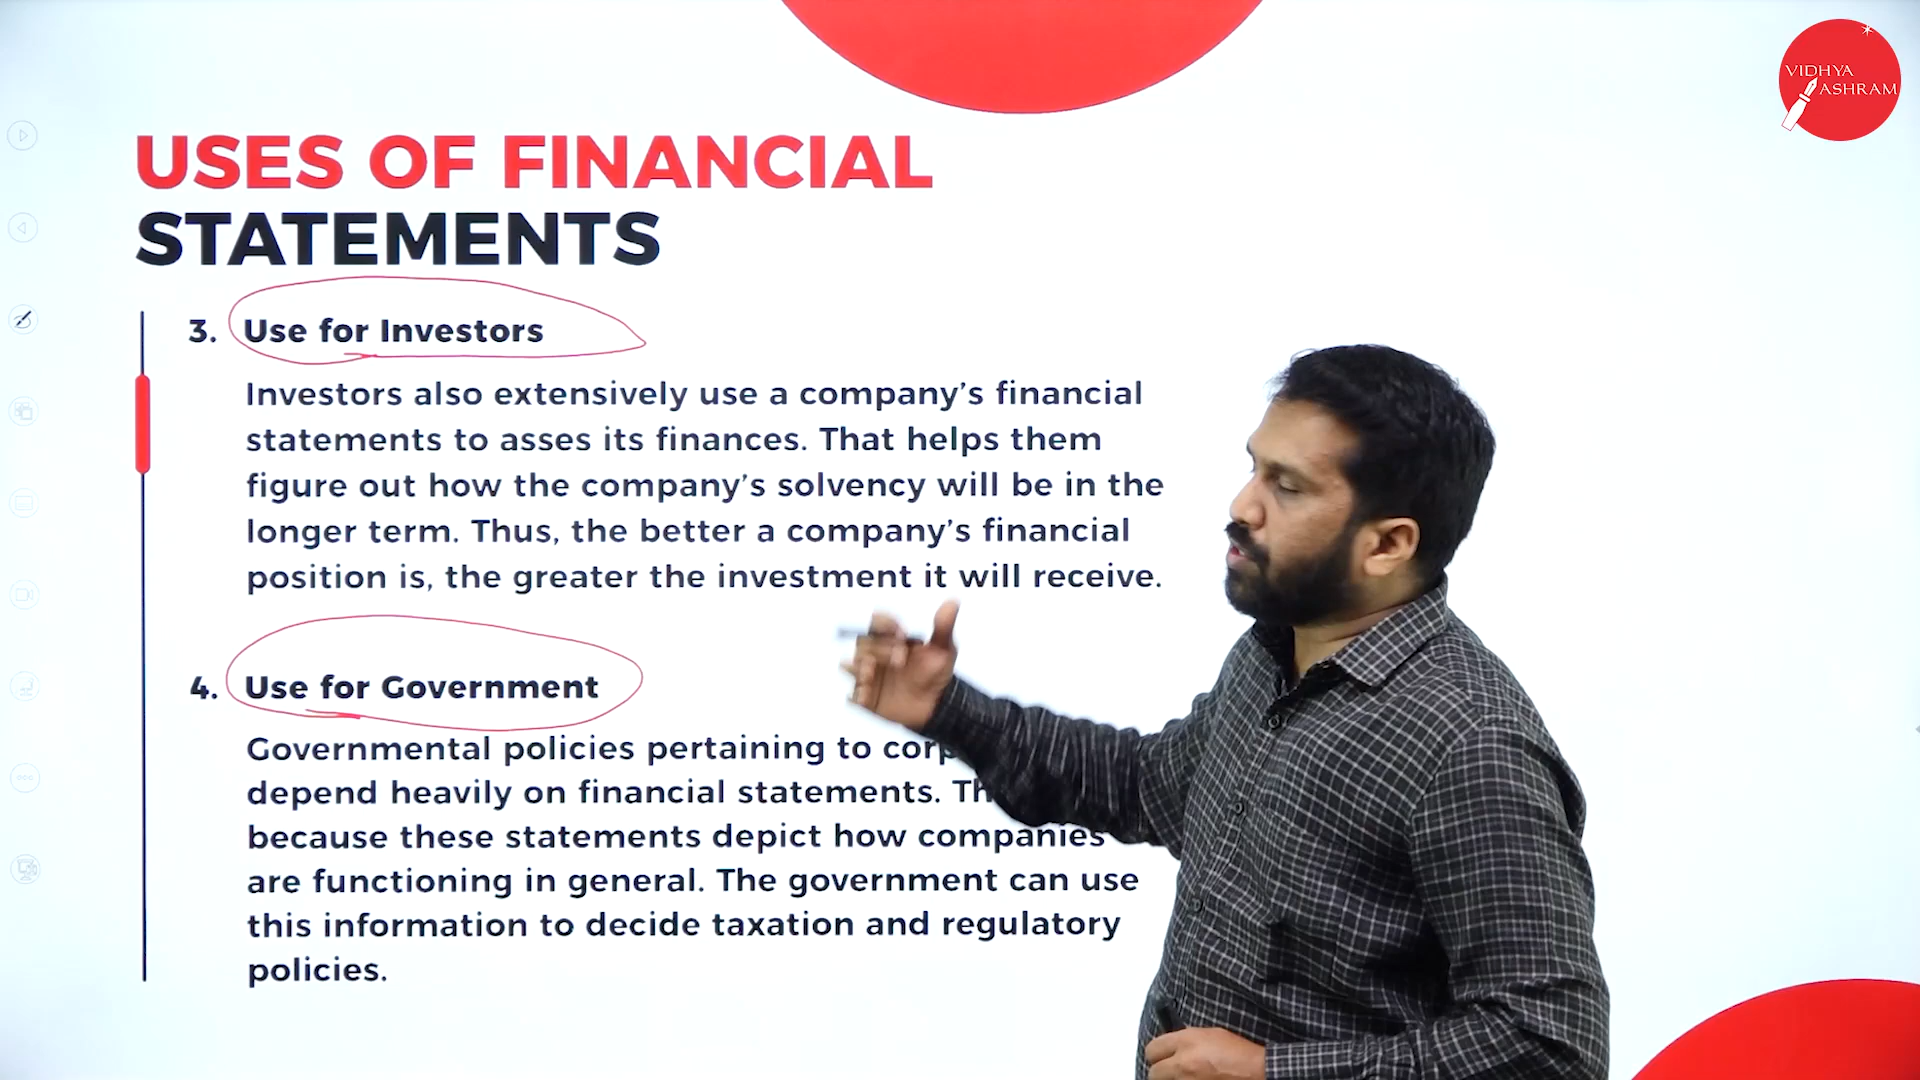 VIDHYA
ASHRAM
USES OF FINANCIAL
STATEMENTS
3. Use for Investors
Investors also extensively use a company's financial
statements to asses its finances. That helps them
figure out how the company's solvency will be in the
longer term. Thus, the better a company's financial
position is, the greater the investment it will receive.
4. Use for Government
Governmental policies pertaining to
depend heavily on financial statements.
because these statements depict how companies
are functioning in general. The government can use
this information to decide taxation and regulatory
policies.